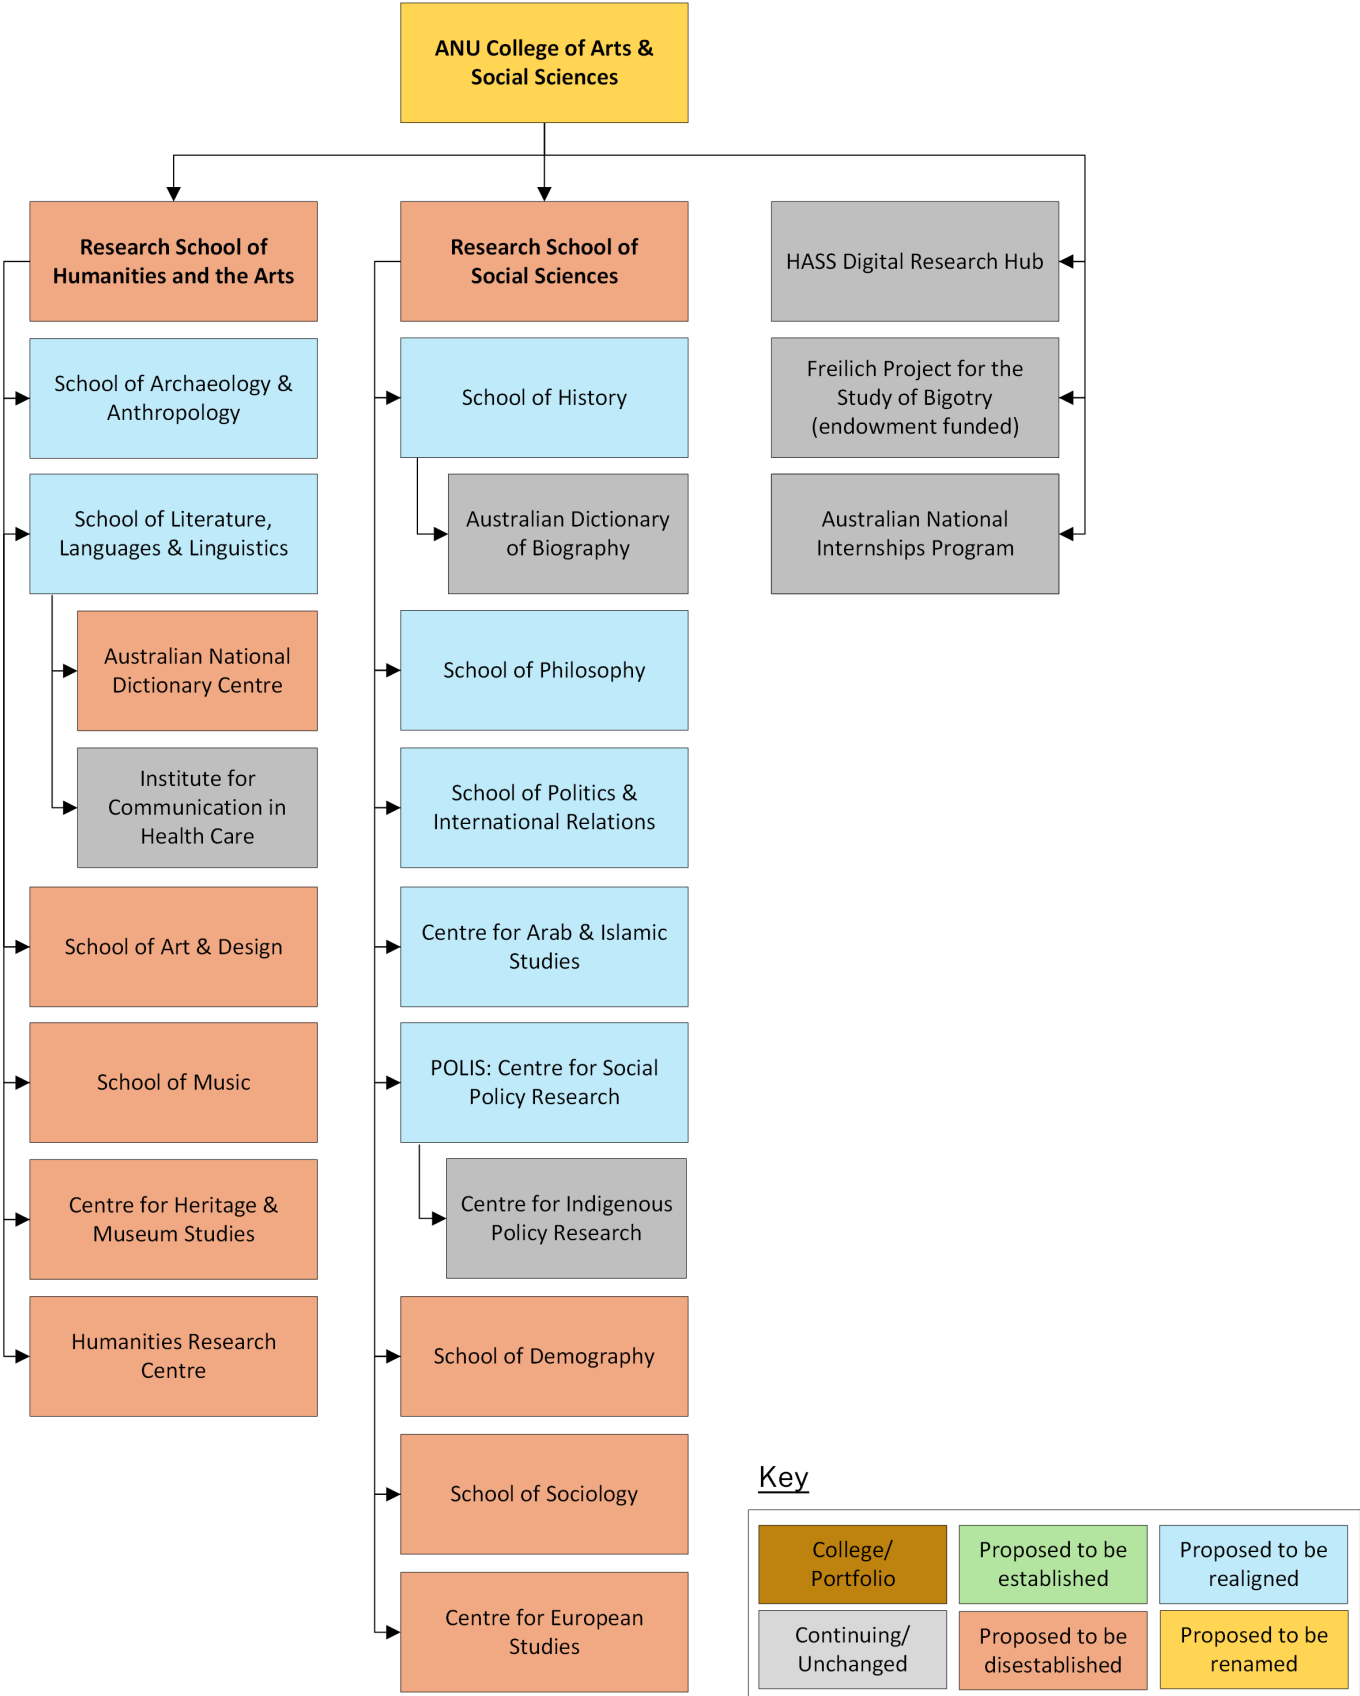 ANU College of Arts &
Social Sciences
Research School of
Humanities and the Arts
School of Archaeology &
Anthropology
School of Literature,
Languages & Linguistics
Australian National
Dictionary Centre
Institute for
Communication in
Health Care
School of Art & Design
School of Music
Centre for Heritage &
Museum Studies
Humanities Research
Centre
Research School of
Social Sciences
School of History
Australian Dictionary
of Biography
School of Philosophy
School of Politics &
International Relations
Centre for Arab & Islamic
Studies
POLIS: Centre for Social
Policy Research
Centre for Indigenous
Policy Research
School of Demography
School of Sociology
Centre for European
Studies
HASS Digital Research Hub
Freilich Project for the
Study of Bigotry
(endowment funded)
Australian National
Internships Program
Key
College/
Portfolio
Proposed to be
established
Proposed to be
realigned
Continuing/
Unchanged
Proposed to be
disestablished
Proposed to be
renamed